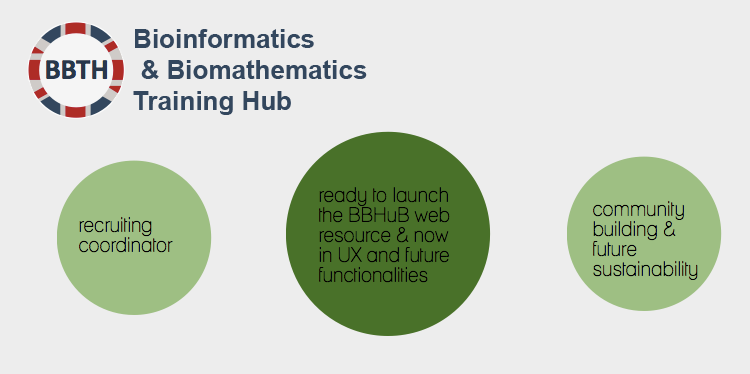 BBTH
Bioinformatics
& Biomathematics
Training Hub
recruiting
coordinator
ready to launch
the BBHuB web
resource & now
in UX and future
functionalities
community
building &
future
sustainability